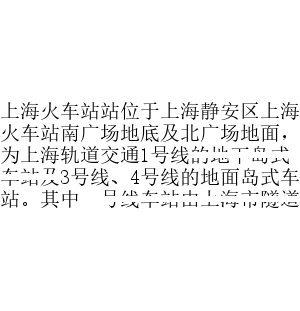 上海火车站站位于上海静安区上海
火车站南广场地底及北广场地面，
为上海轨道交通1号线的地下岛式
车站及3号线、4号线的地面岛式车
站。其中号线车站由上海市隧道